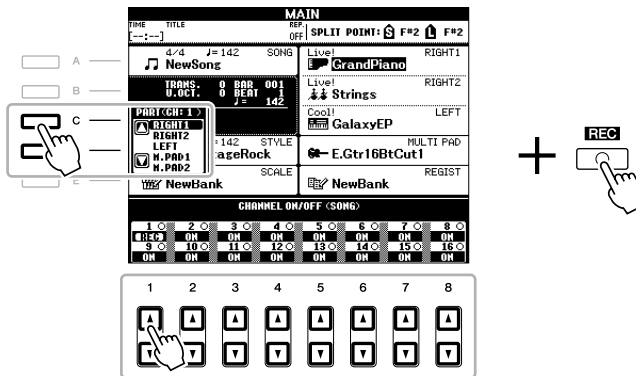 MAIN
TIME TITLE REP.
[--:--] OFF
SPLIT POINT: S F#2 L F#2
4/4 ♩=142 SONG
NewSong
Live! RIGHT1
GrandPiano
TRANS. 0 BAR 001
U.OCT. 0 BEAT 1
♩= 142
Live! RIGHT2
Strings
Cool! LEFT
GalaxyEP
PART(CH: 1 )
RIGHT1
RIGHT2
LEFT
M.PAD1
M.PAD2
142 STYLE
tageRock
MULTI PAD
E.Gtr16BtCut1
SCALE
NewBank
REGIST
NewBank
CHANNEL ON/OFF (SONG)
1 2 3 4 5 6 7 8
REC ON ON ON ON ON ON ON
9 10 11 12 13 14 15 16
ON ON ON ON ON ON ON ON
A
B
C
E
REC
1 2 3 4 5 6 7 8